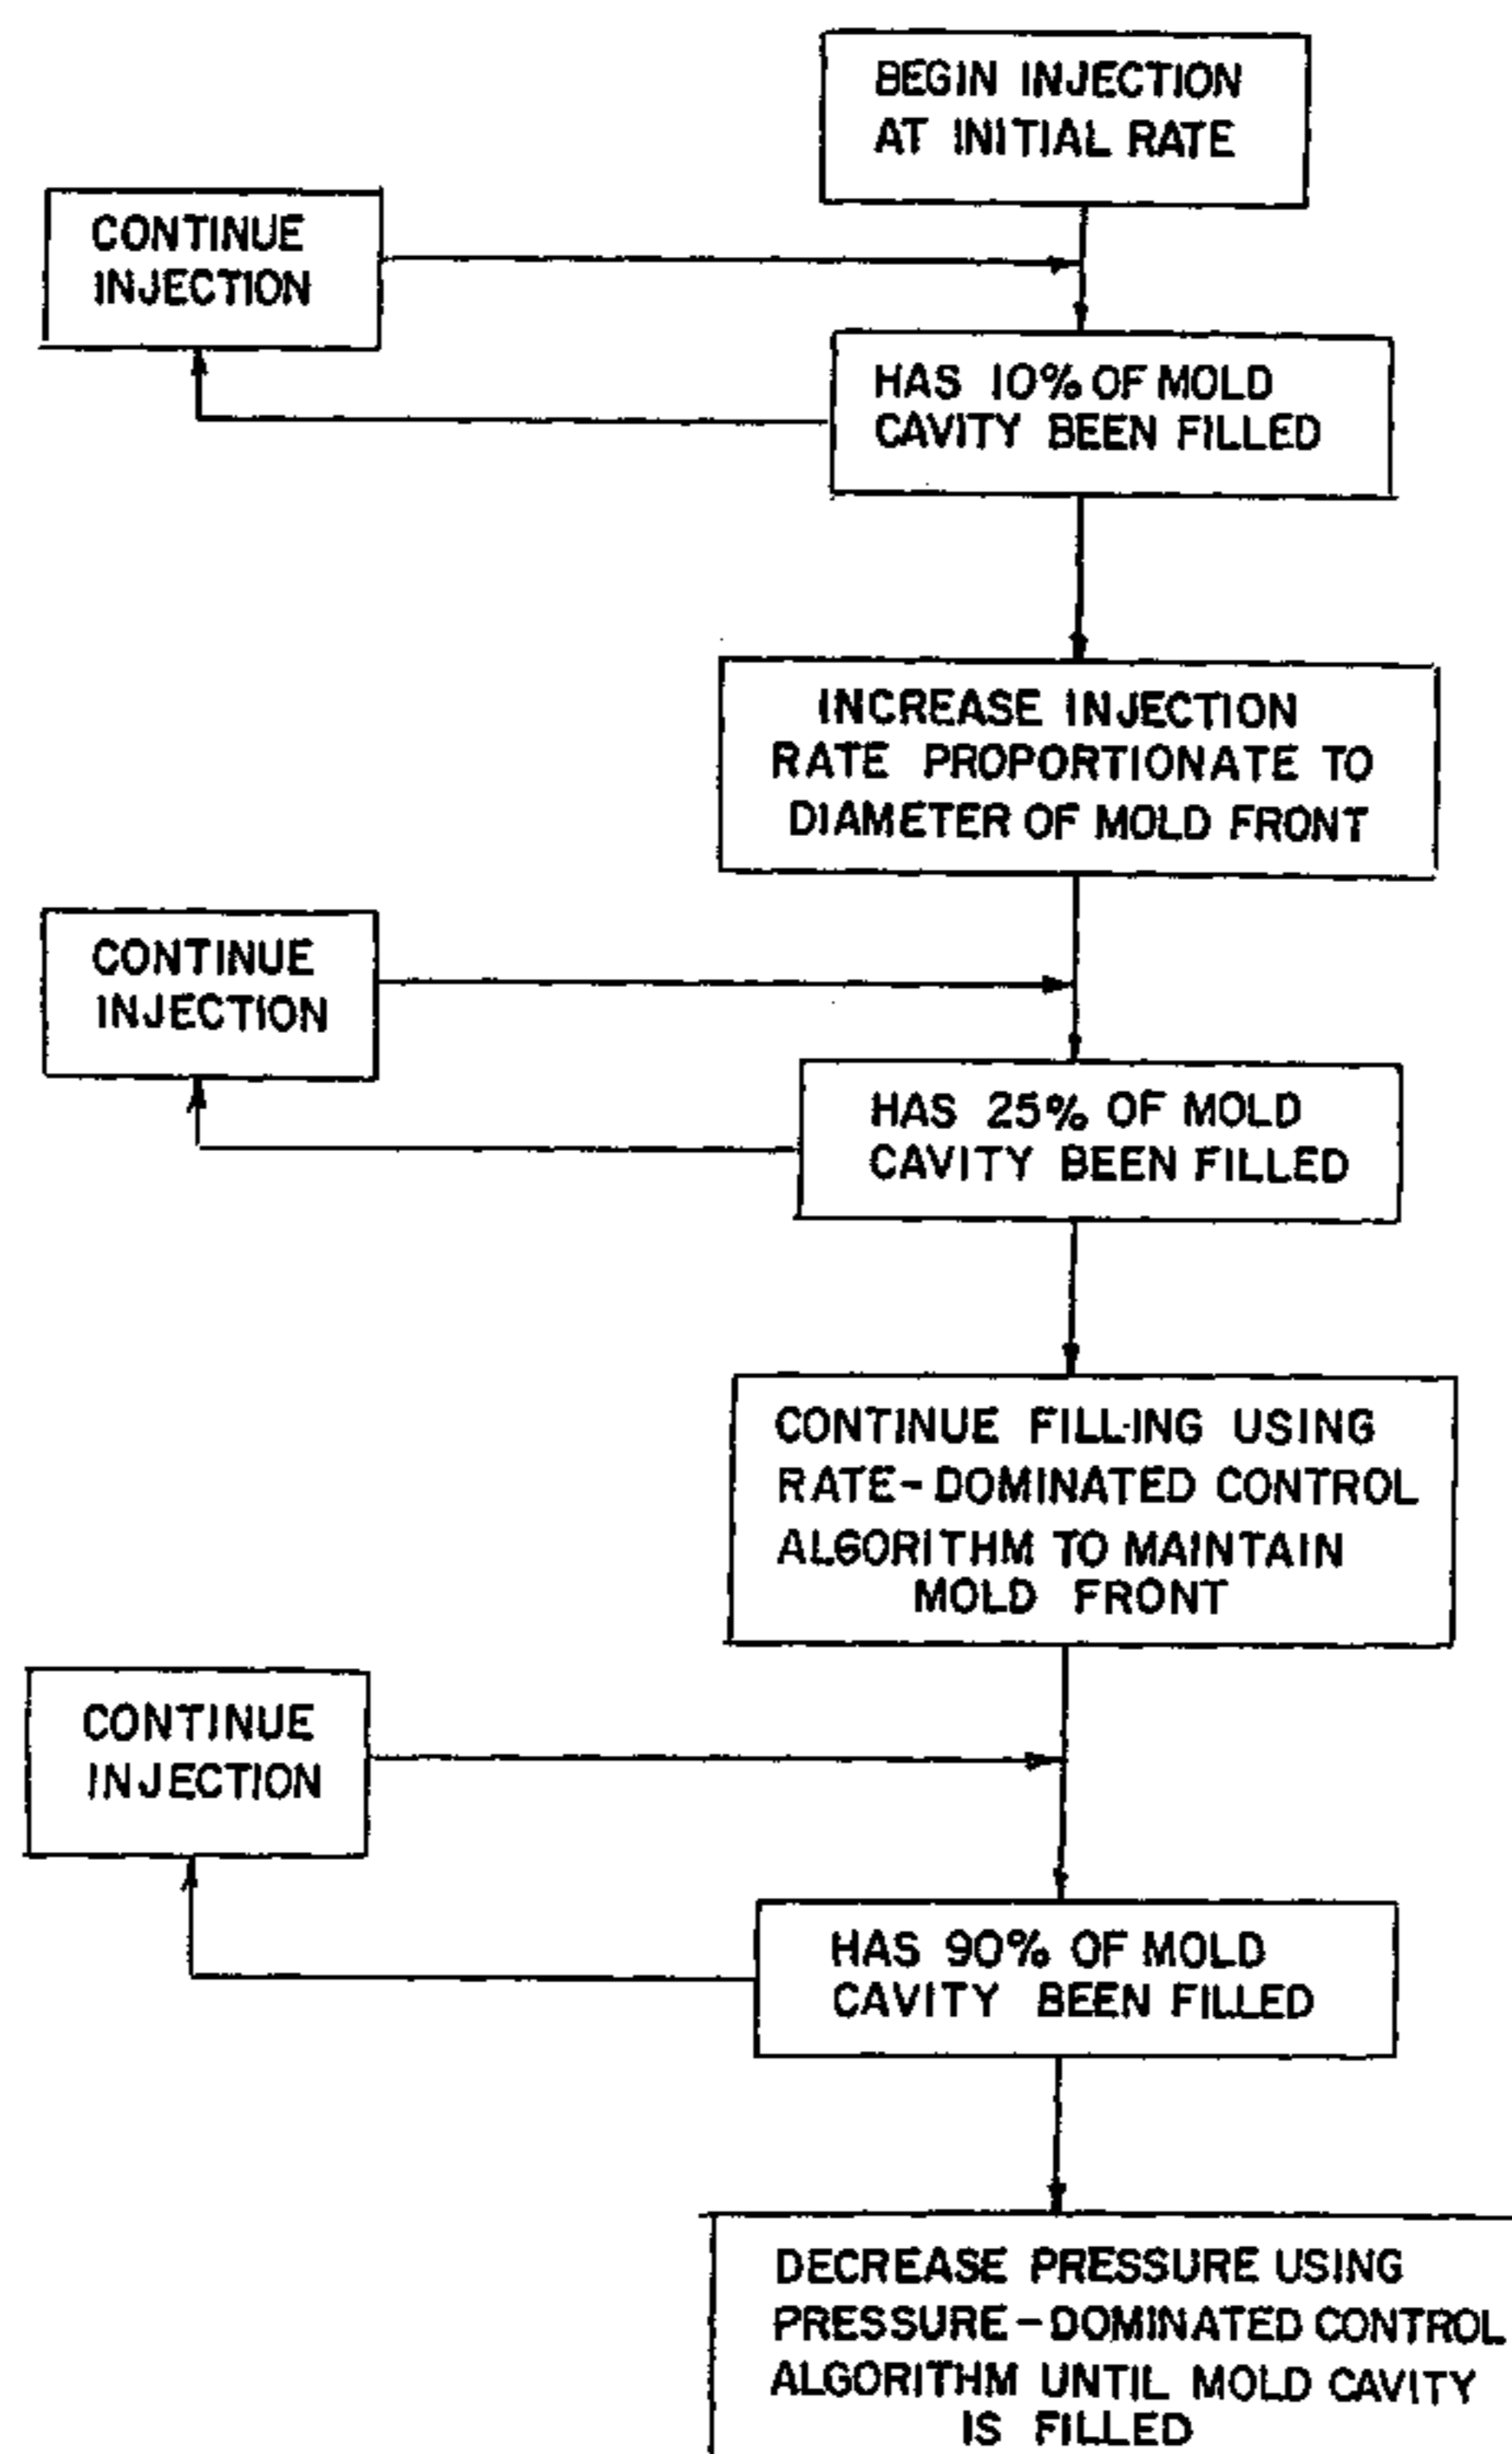 BEGIN INJECTION
AT INITIAL RATE
CONTINUE
INJECTION
HAS 10% OF MOLD
CAVITY BEEN FILLED
INCREASE INJECTION
RATE PROPORTIONATE TO
DIAMETER OF MOLD FRONT
CONTINUE
INJECTION
HAS 25% OF MOLD
CAVITY BEEN FILLED
CONTINUE FILLING USING
RATE-DOMINATED CONTROL
ALGORITHM TO MAINTAIN
MOLD FRONT
CONTINUE
INJECTION
HAS 90% OF MOLD
CAVITY BEEN FILLED
DECREASE PRESSURE USING
PRESSURE-DOMINATED CONTROL
ALGORITHM UNTIL MOLD CAVITY
IS FILLED